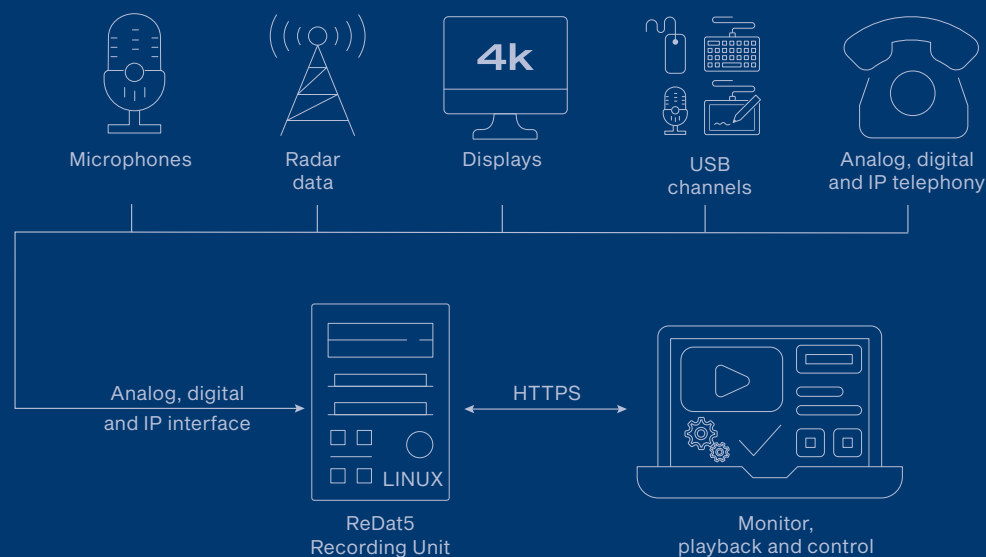 4k
Microphones
Radar
data
Displays
USB
channels
Analog, digital
and IP telephony
Analog, digital
and IP interface
HTTPS
LINUX
ReDat5
Recording Unit
Monitor,
playback and control